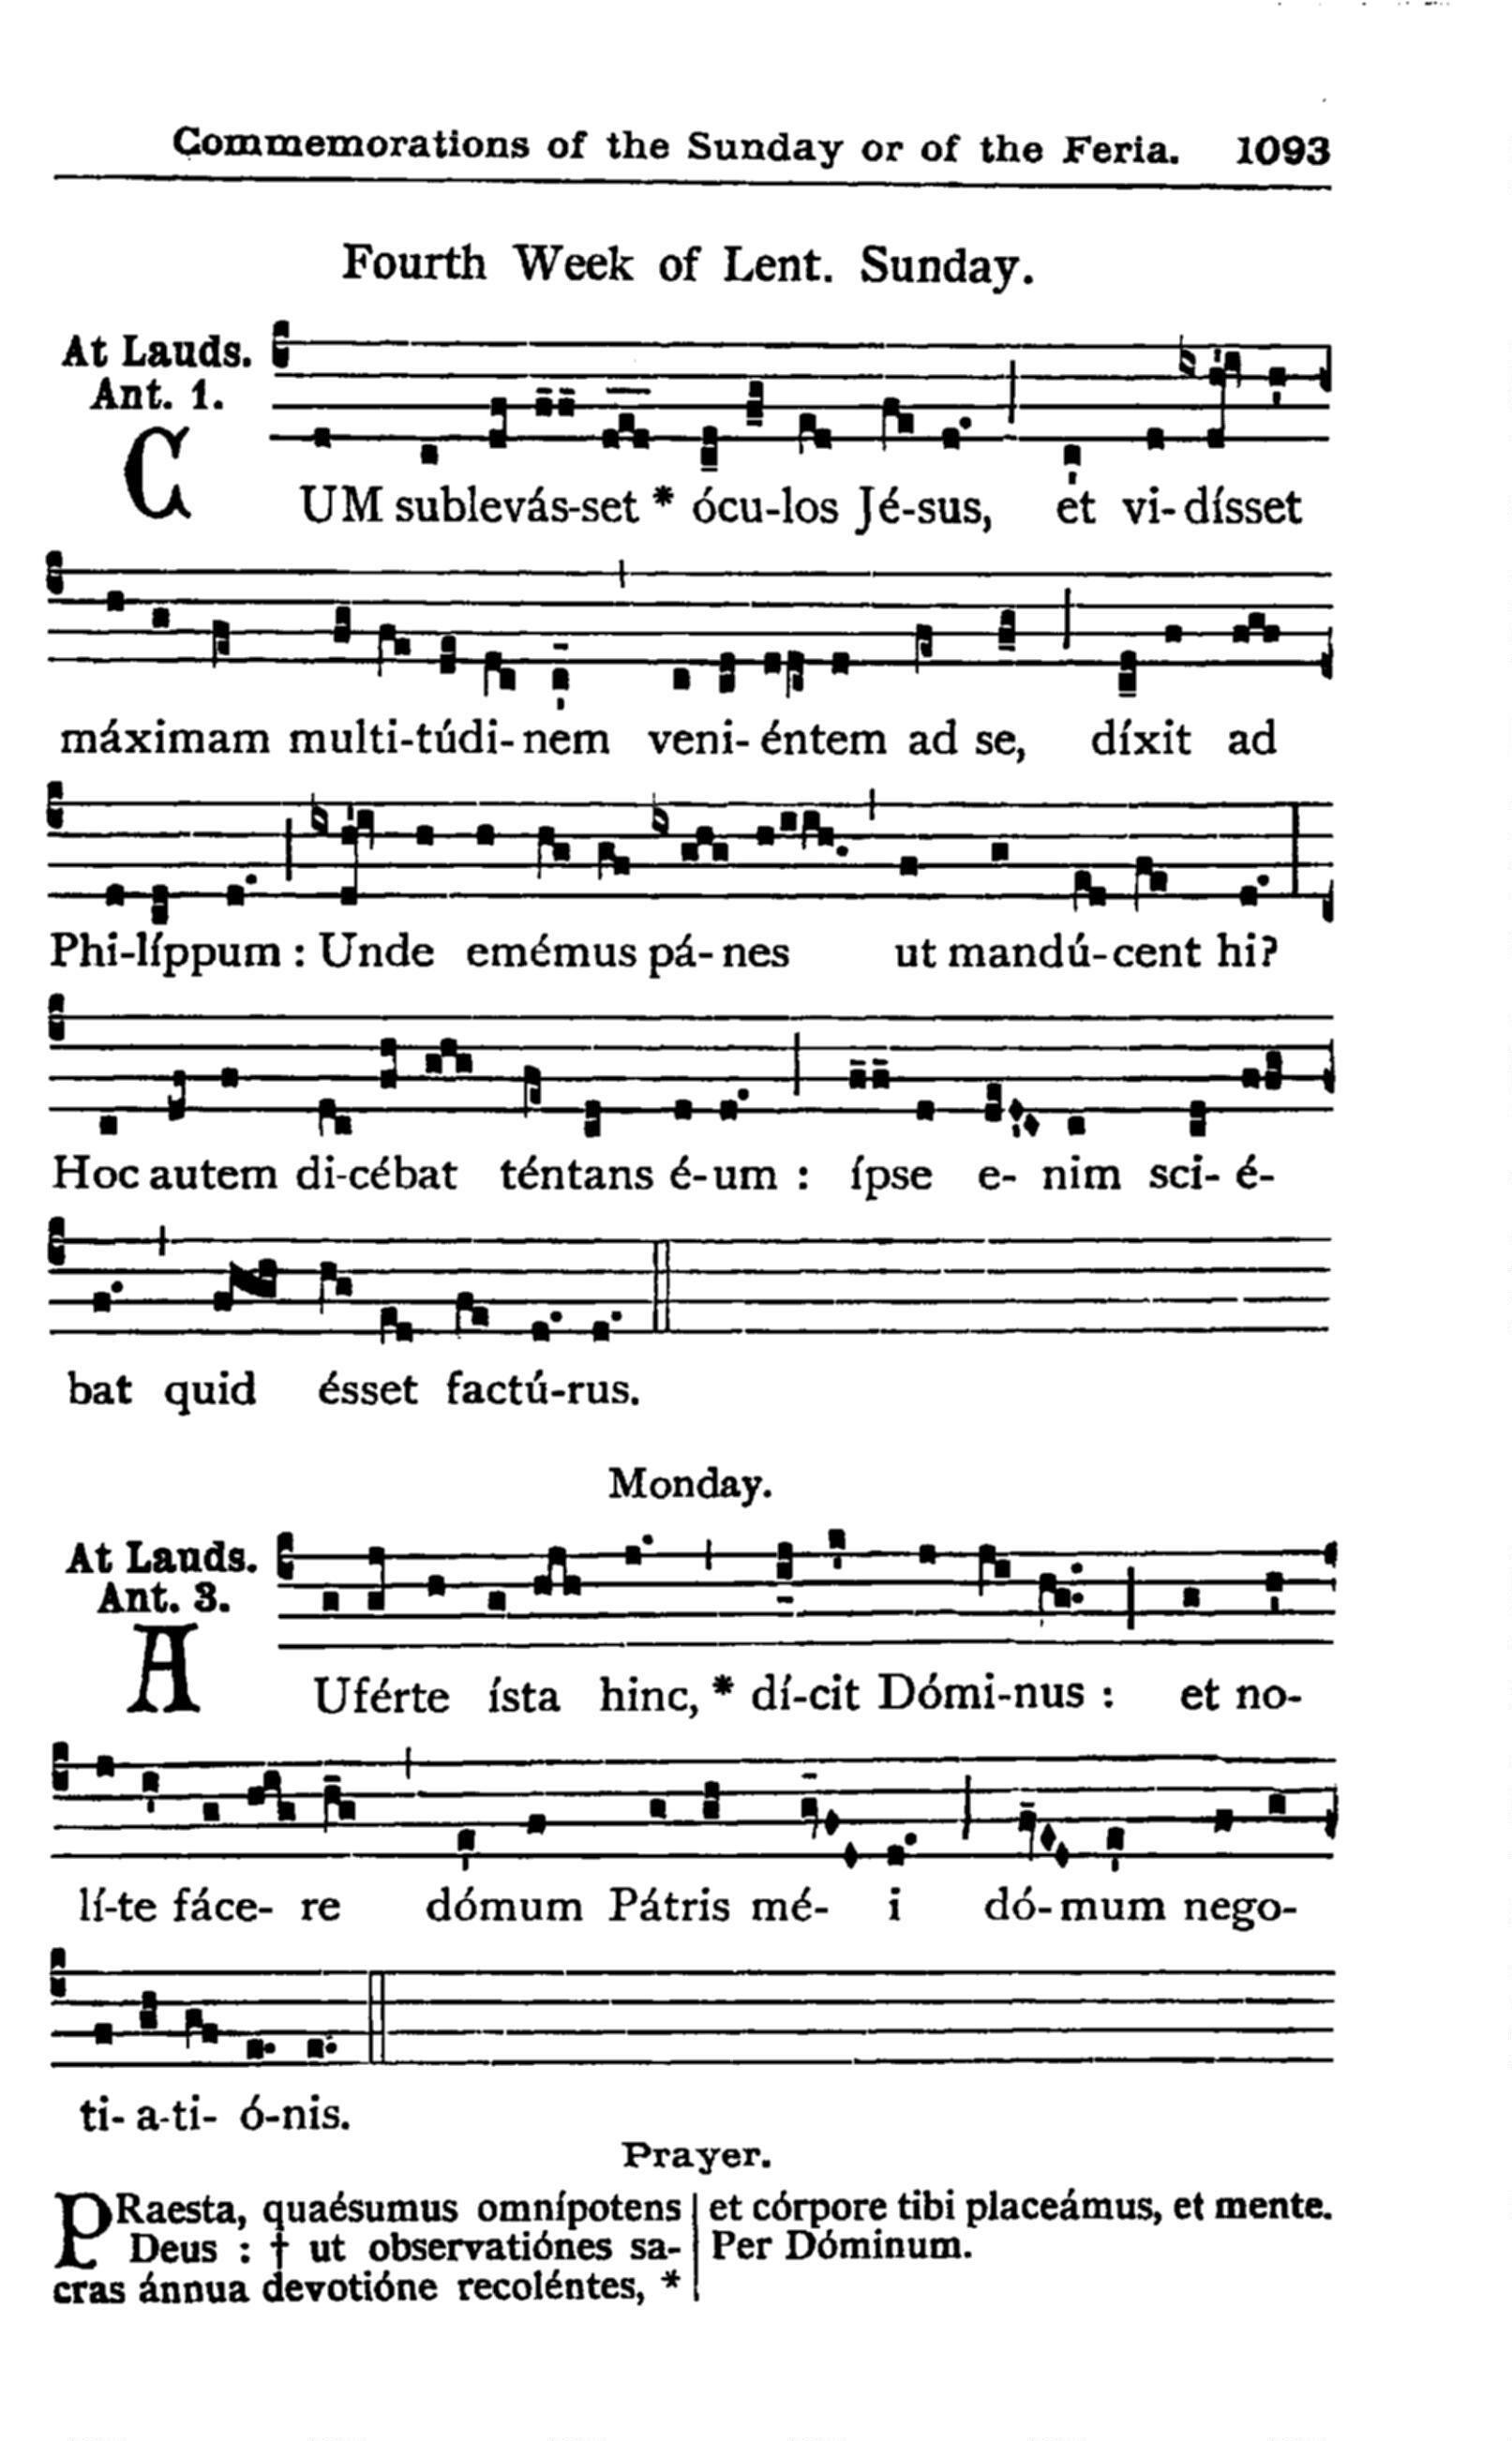 Commemorations of the Sunday or of the Feria. 1093
Fourth Week of Lent. Sunday.
At Lauds.
Ant. 1.
CUM sublevás-set * ócu-los Jé-sus, et vi-dísset
máximam multi-túdi-nem veni-éntem ad se, díxit ad
Phi-líppum : Unde emémus pá-nes ut mandú-cent hi?
Hoc autem di-cébat téntans é-um : ípse e-nim sci-é-
bat quid ésset factú-rus.
Monday.
At Lauds.
Ant. 3.
AUférte ísta hinc, * dí-cit Dómi-nus : et no-
lí-te fáce-re dómum Pátris mé-i dó-mum nego-
ti-a-ti-ó-nis.
Prayer.
PRaesta, quaésumus omnípotens
Deus : † ut observatiónes sa-
cras ánnua devotióne recoléntes, *
et córpore tibi placeámus, et mente.
Per Dóminum.